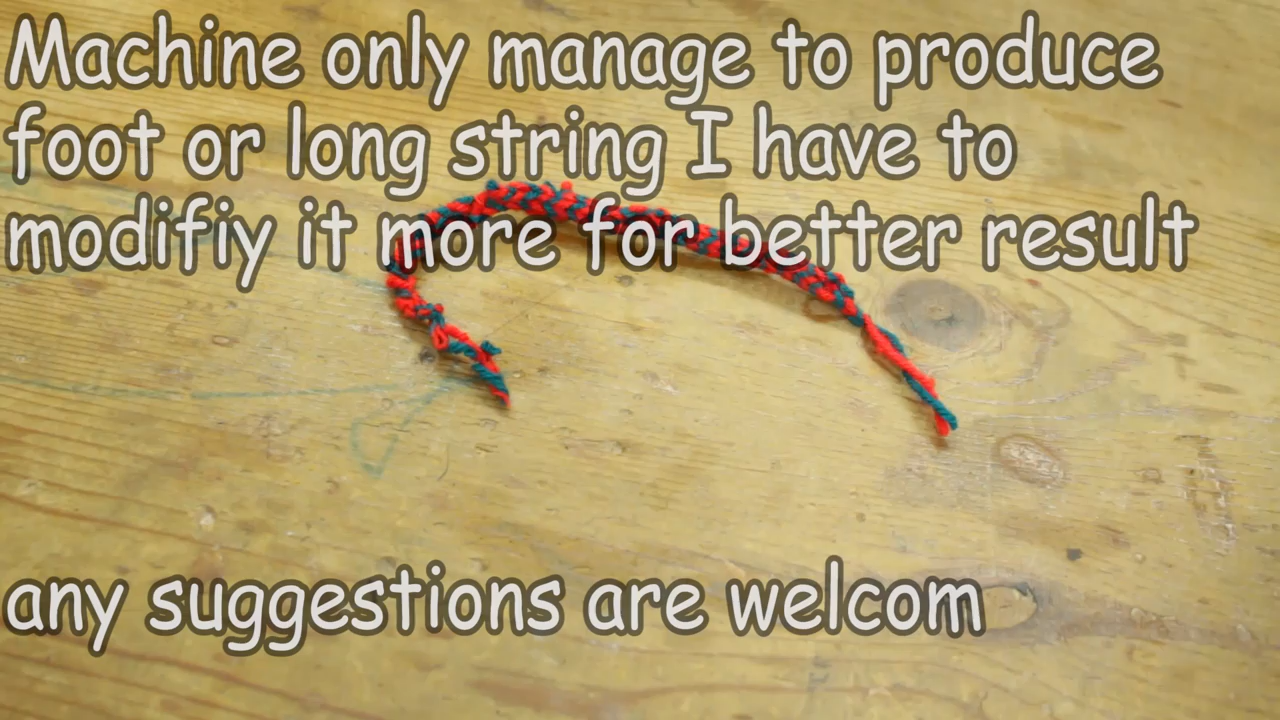 Machine only manage to produce
foot or long string I have to
modifiy it more for better result
any suggestions are welcom